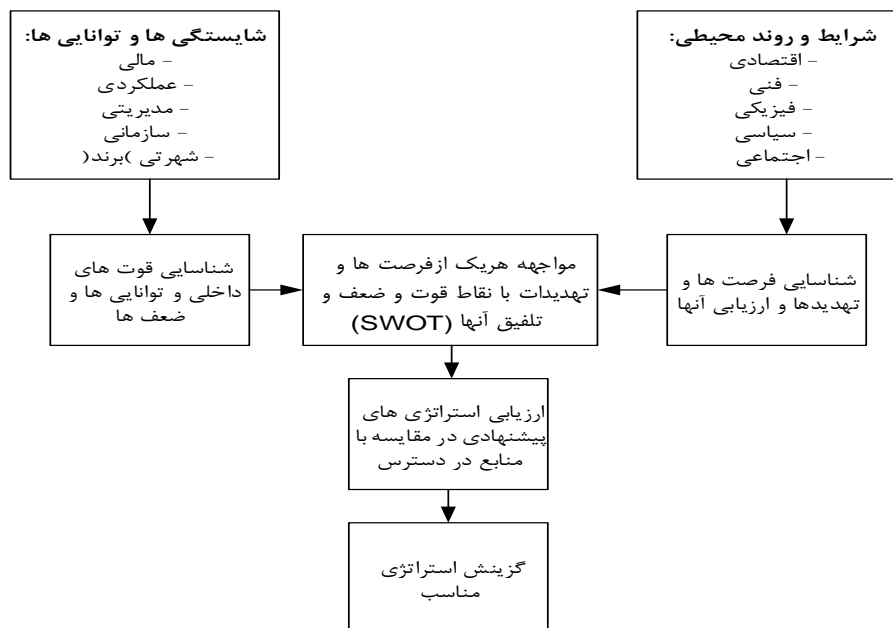 شرایط و روند محیطی:
- اقتصادی
- فنی
- فیزیکی
- سیاسی
- اجتماعی
شایستگی ها و توانایی ها:
- مالی
- عملکردی
- مدیریتی
- سازمانی
- شهرتی )برند(
شناسایی فرصت ها و
تهدیدها و ارزیابی آنها
مواجهه هریک ازفرصت ها و
تهدیدات با نقاط قوت و ضعف و
تلفیق آنها (SWOT)
شناسایی قوت های
داخلی و توانایی ها و
ضعف ها
ارزیابی استراتژی های
پیشنهادی در مقایسه با
منابع در دسترس
گزینش استراتژی
مناسب